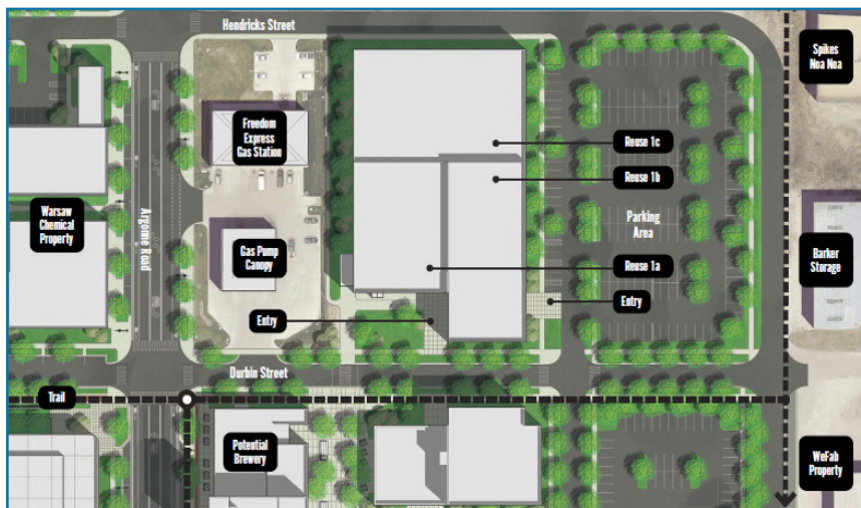 Hendricks Street
Spikes
Noa Noa
Freedom
Express
Gas Station
Reuse 1c
Reuse 1b
Warsaw
Chemical
Property
Argonne Road
Parking
Area
Gas Pump
Canopy
Barker
Storage
Reuse 1a
Entry
Entry
Durbin Street
Trail
Potential
Brewery
WeFab
Property